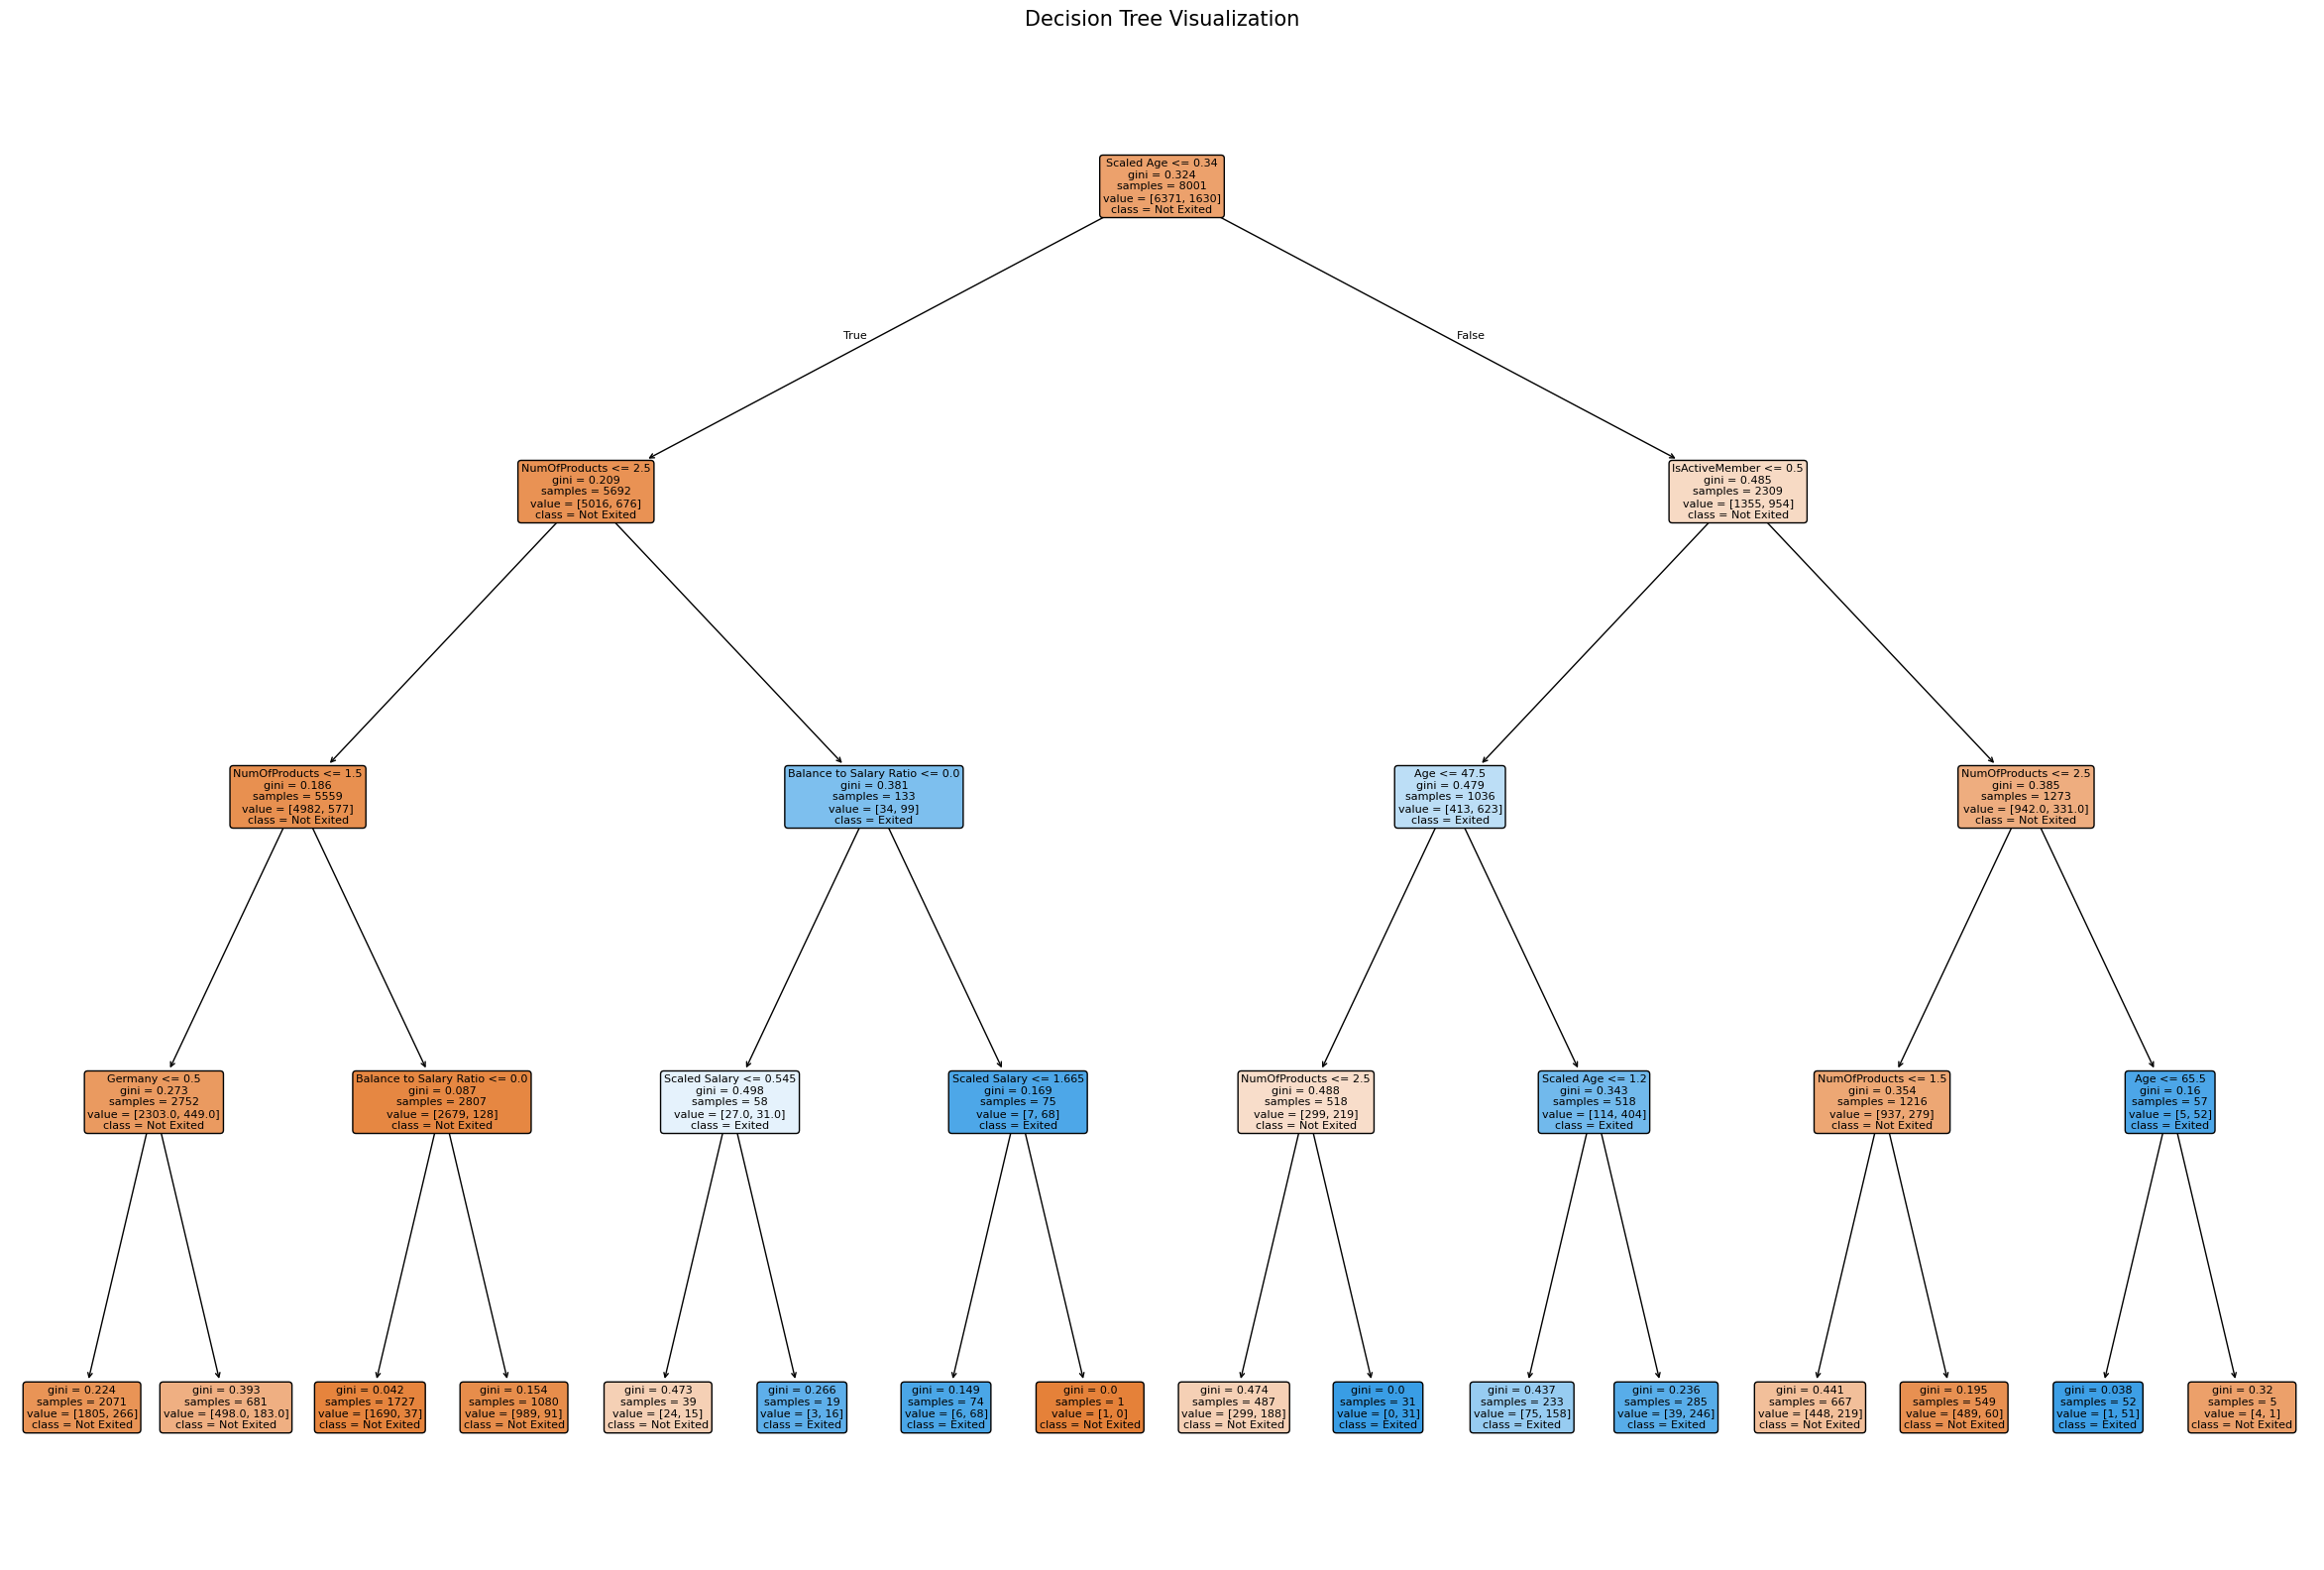 Decision Tree Visualization
Scaled Age <= 0.34
gini = 0.324
samples = 8001
value = [6371, 1630]
class = Not Exited
True
False
NumOfProducts <= 2.5
gini = 0.209
samples = 5692
value = [5016, 676]
class = Not Exited
IsActiveMember <= 0.5
gini = 0.485
samples = 2309
value = [1355, 954]
class = Not Exited
NumOfProducts <= 1.5
gini = 0.186
samples = 5559
value = [4982, 577]
class = Not Exited
Balance to Salary Ratio <= 0.0
gini = 0.381
samples = 133
value = [34, 99]
class = Exited
Age <= 47.5
gini = 0.479
samples = 1036
value = [413, 623]
class = Exited
NumOfProducts <= 2.5
gini = 0.385
samples = 1273
value = [942.0, 331.0]
class = Not Exited
Germany <= 0.5
gini = 0.273
samples = 2752
value = [2303.0, 449.0]
class = Not Exited
Balance to Salary Ratio <= 0.0
gini = 0.087
samples = 2807
value = [2679, 128]
class = Not Exited
Scaled Salary <= 0.545
gini = 0.498
samples = 58
value = [27.0, 31.0]
class = Exited
Scaled Salary <= 1.665
gini = 0.169
samples = 75
value = [7, 68]
class = Exited
NumOfProducts <= 2.5
gini = 0.488
samples = 518
value = [299, 219]
class = Not Exited
Scaled Age <= 1.2
gini = 0.343
samples = 518
value = [114, 404]
class = Exited
NumOfProducts <= 1.5
gini = 0.354
samples = 1216
value = [937, 279]
class = Not Exited
Age <= 65.5
gini = 0.16
samples = 57
value = [5, 52]
class = Exited
gini = 0.224
samples = 2071
value = [1805, 266]
class = Not Exited
gini = 0.393
samples = 681
value = [498.0, 183.0]
class = Not Exited
gini = 0.042
samples = 1727
value = [1690, 37]
class = Not Exited
gini = 0.154
samples = 1080
value = [989, 91]
class = Not Exited
gini = 0.473
samples = 39
value = [24, 15]
class = Not Exited
gini = 0.266
samples = 19
value = [3, 16]
class = Exited
gini = 0.149
samples = 74
value = [6, 68]
class = Exited
gini = 0.0
samples = 1
value = [1, 0]
class = Not Exited
gini = 0.474
samples = 487
value = [299, 188]
class = Not Exited
gini = 0.0
samples = 31
value = [0, 31]
class = Exited
gini = 0.437
samples = 233
value = [75, 158]
class = Exited
gini = 0.236
samples = 285
value = [39, 246]
class = Exited
gini = 0.441
samples = 667
value = [448, 219]
class = Not Exited
gini = 0.195
samples = 549
value = [489, 60]
class = Not Exited
gini = 0.038
samples = 52
value = [1, 51]
class = Exited
gini = 0.32
samples = 5
value = [4, 1]
class = Not Exited